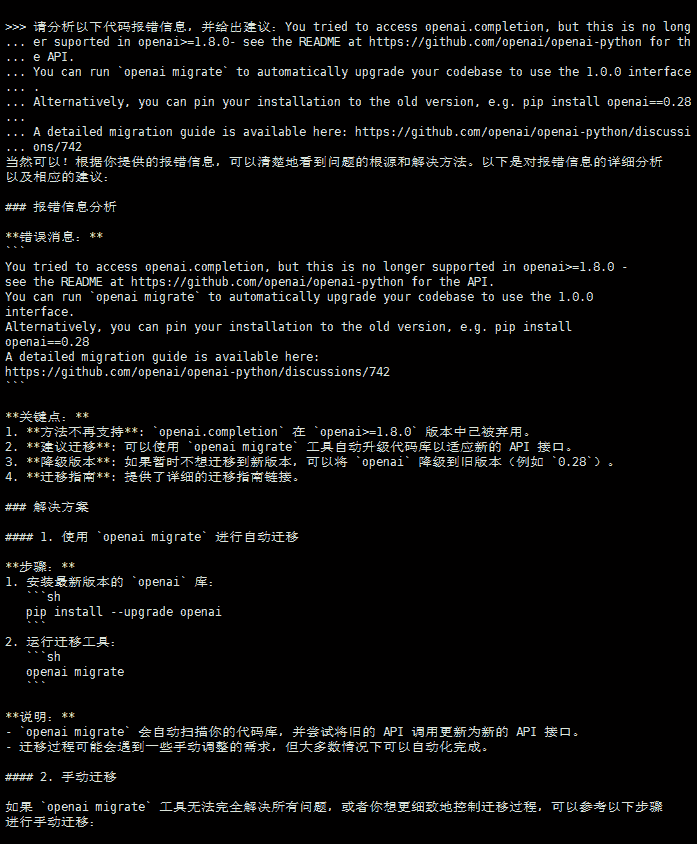 >>> 请分析以下代码报错信息，并给出建议：You tried to access openai.completion, but this is no long
... er suported in openai>=1.8.0- see the README at https://github.com/openai/openai-python for th
... e API.
... You can run `openai migrate` to automatically upgrade your codebase to use the 1.0.0 interface
... .
... Alternatively, you can pin your installation to the old version, e.g. pip install openai==0.28
...
... A detailed migration guide is available here: https://github.com/openai/openai-python/discussi
... ons/742
当然可以！根据你提供的报错信息，可以清楚地看到问题的根源和解决方法。以下是对报错信息的详细分析
以及相应的建议：
### 报错信息分析
**错误消息：**
```
You tried to access openai.completion, but this is no longer supported in openai>=1.8.0 -
see the README at https://github.com/openai/openai-python for the API.
You can run `openai migrate` to automatically upgrade your codebase to use the 1.0.0
interface.
Alternatively, you can pin your installation to the old version, e.g. pip install
openai==0.28
A detailed migration guide is available here:
https://github.com/openai/openai-python/discussions/742
```
**关键点：**
1. **方法不再支持**: `openai.completion` 在 `openai>=1.8.0` 版本中已被弃用。
2. **建议迁移**: 可以使用 `openai migrate` 工具自动升级代码库以适应新的 API 接口。
3. **降级版本**: 如果暂时不想迁移到新版本，可以将 `openai` 降级到旧版本（例如 `0.28`）。
4. **迁移指南**: 提供了详细的迁移指南链接。
### 解决方案
#### 1. 使用 `openai migrate` 进行自动迁移
**步骤：**
1. 安装最新版本的 `openai` 库：
```sh
pip install --upgrade openai
```
2. 运行迁移工具：
```sh
openai migrate
```
**说明：**
- `openai migrate` 会自动扫描你的代码库，并尝试将旧的 API 调用更新为新的 API 接口。
- 迁移过程可能会遇到一些手动调整的需求，但大多数情况下可以自动化完成。
#### 2. 手动迁移
如果 `openai migrate` 工具无法完全解决所有问题，或者你想更细致地控制迁移过程，可以参考以下步骤
进行手动迁移：